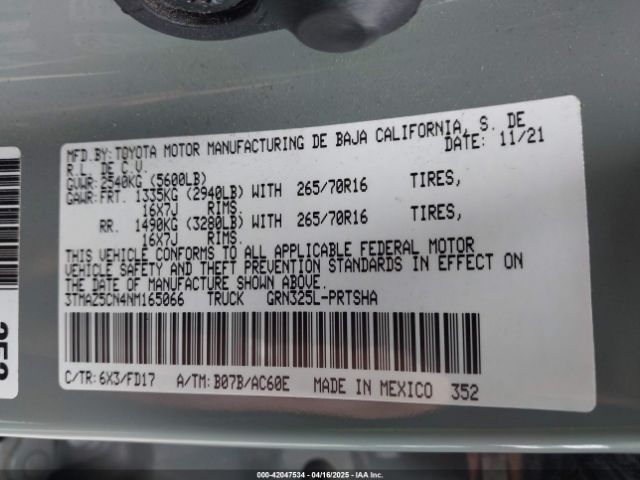 MFD.BY:TOYOTA MOTOR MANUFACTURING DE BAJA CALIFORNIA, S. DE
R.L. DE C.V. DATE: 11/21
GVWR:2540KG (5600LB)
GAWR:FRT. 1335KG (2940LB) WITH 265/70R16 TIRES,
16X7J RIMS.
RR. 1490KG (3280LB) WITH 265/70R16 TIRES,
16X7J RIMS.
THIS VEHICLE CONFORMS TO ALL APPLICABLE FEDERAL MOTOR
VEHICLE SAFETY AND THEFT PREVENTION STANDARDS IN EFFECT ON
THE DATE OF MANUFACTURE SHOWN ABOVE.
3TMAZ5CN4NM165066 TRUCK GRN325L-PRTSHA
C/TR: 6X3/FD17 A/TM: B07B/AC60E MADE IN MEXICO 352
000-42047534 - 04/16/2025 - IAA Inc.